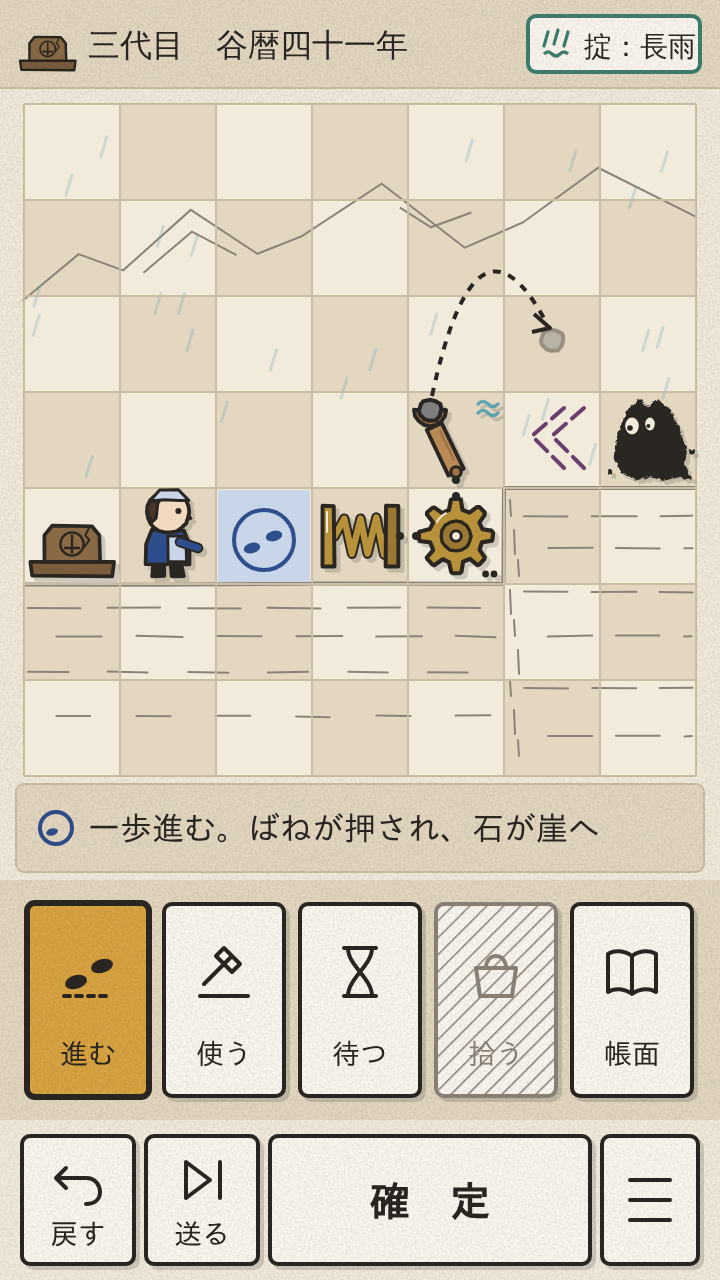 三代目　谷暦四十一年
掟：長雨
一歩進む。ばねが押され、石が崖へ
進む
使う
待つ
拾う
帳面
戻す
送る
確　定